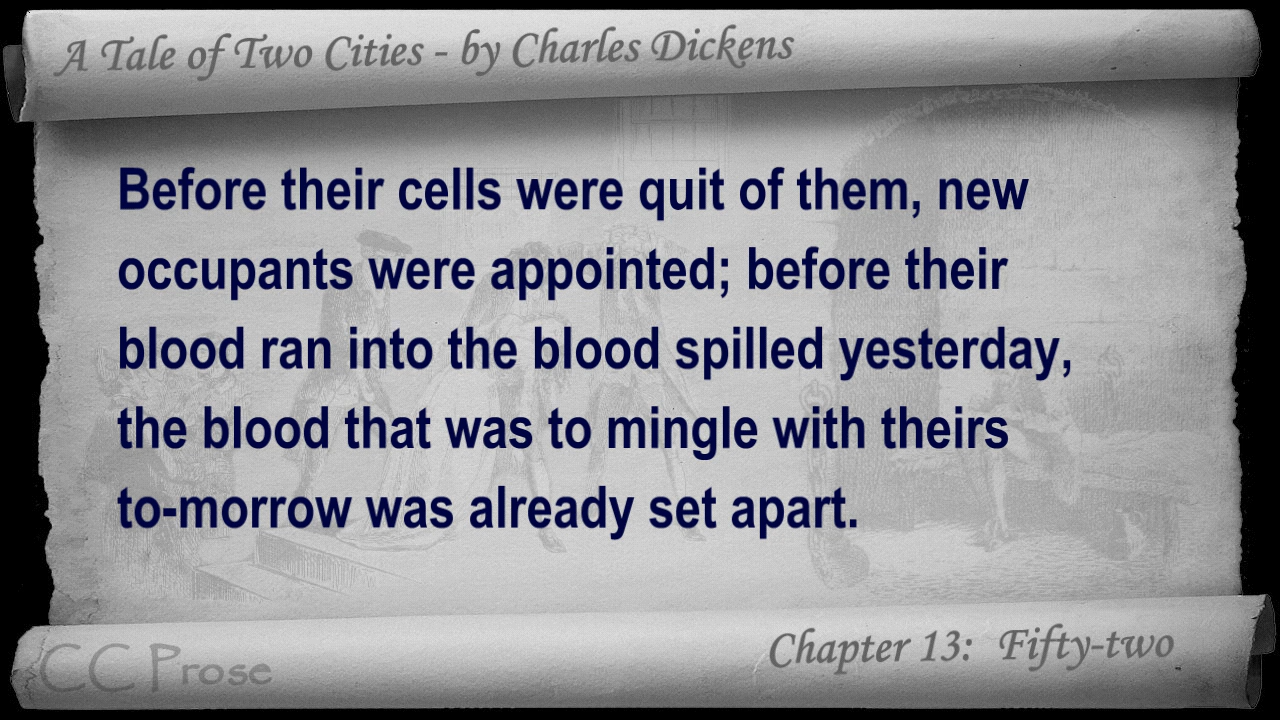 A Tale of Two Cities - by Charles Dickens
Before their cells were quit of them, new
occupants were appointed; before their
blood ran into the blood spilled yesterday,
the blood that was to mingle with theirs
to-morrow was already set apart.
CC Prose
Chapter 13: Fifty-two